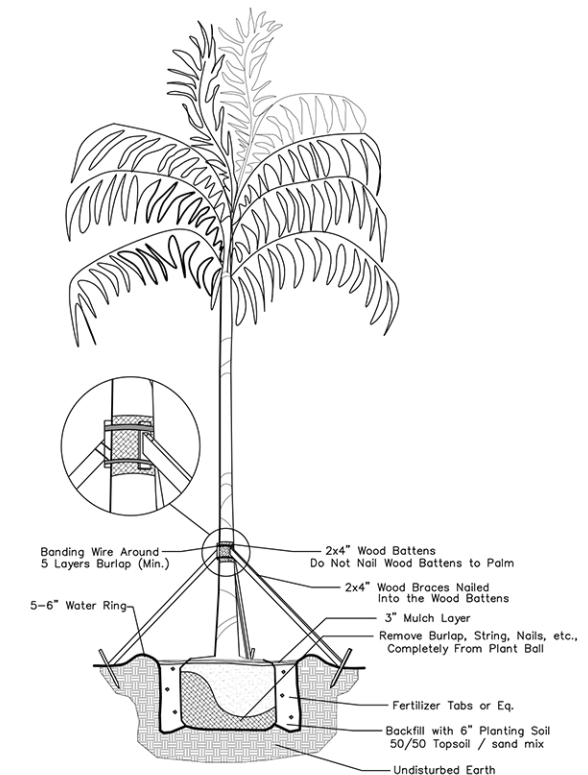 Banding Wire Around
5 Layers Burlap (Min.)
2x4" Wood Battens
Do Not Nail Wood Battens to Palm
2x4" Wood Braces Nailed
Into the Wood Battens
5-6" Water Ring
3" Mulch Layer
Remove Burlap, String, Nails, etc.,
Completely From Plant Ball
Fertilizer Tabs or Eq.
Backfill with 6" Planting Soil
50/50 Topsoil / sand mix
Undisturbed Earth